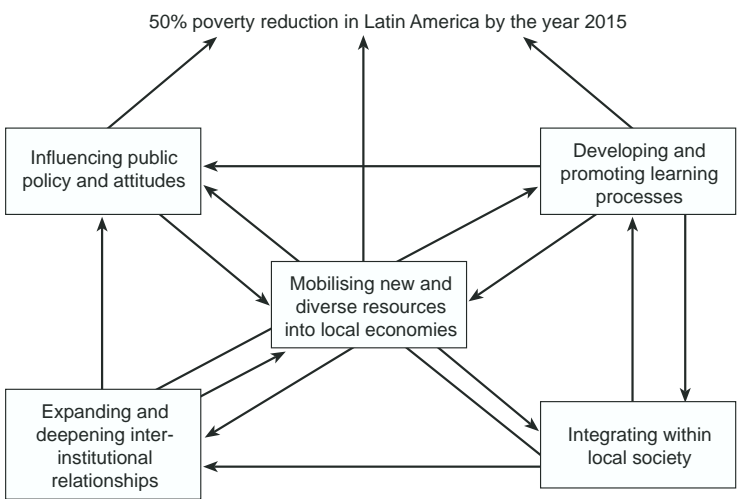 50% poverty reduction in Latin America by the year 2015
Influencing public
policy and attitudes
Developing and
promoting learning
processes
Mobilising new and
diverse resources
into local economies
Expanding and
deepening inter-
institutional
relationships
Integrating within
local society